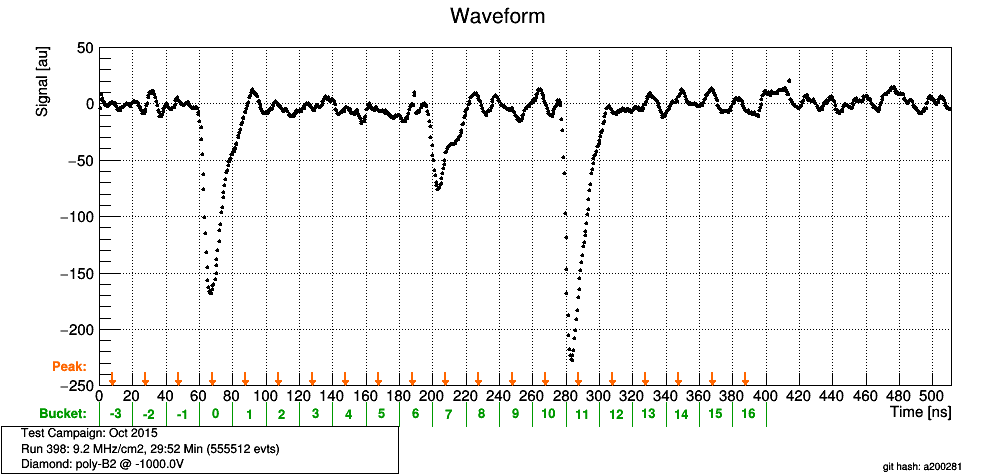 Waveform
Signal [au]
50
0
−50
−100
−150
−200
−250
Peak:
0 20 40 60 80 100 120 140 160 180 200 220 240 260 280 300 320 340 360 380 400 420 440 460 480 500
Time [ns]
Bucket: -3 -2 -1 0 1 2 3 4 5 6 7 8 9 10 11 12 13 14 15 16
Test Campaign: Oct 2015
Run 398: 9.2 MHz/cm2, 29:52 Min (555512 evts)
Diamond: poly-B2 @ -1000.0V
git hash: a200281